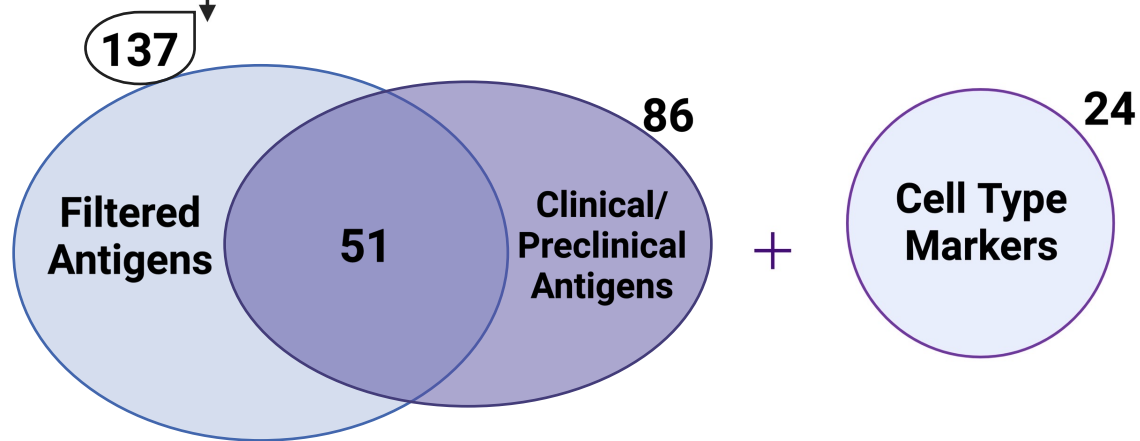 137
86
24
Filtered
Antigens
51
Clinical/
Preclinical
Antigens
+
Cell Type
Markers